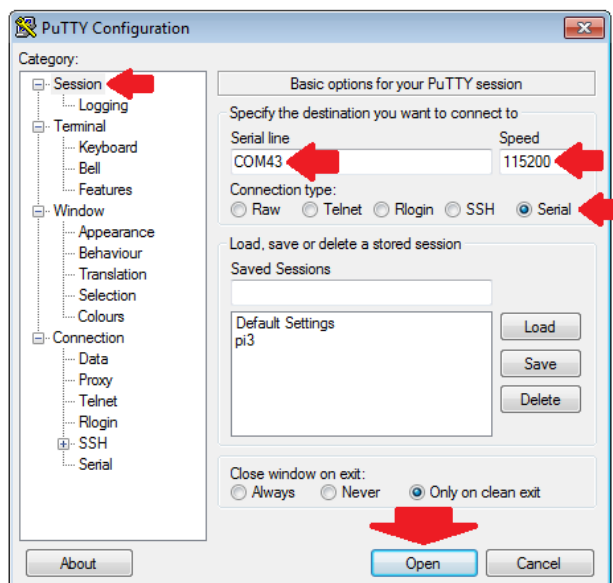 PuTTY Configuration
Category:
Session
Logging
Terminal
Keyboard
Bell
Features
Window
Appearance
Behaviour
Translation
Selection
Colours
Connection
Data
Proxy
Telnet
Rlogin
SSH
Serial
Basic options for your PuTTY session
Specify the destination you want to connect to
Serial line Speed
COM43 115200
Connection type:
Raw Telnet Rlogin SSH Serial
Load, save or delete a stored session
Saved Sessions
Default Settings
pi3
Load
Save
Delete
Close window on exit:
Always Never Only on clean exit
About Open Cancel